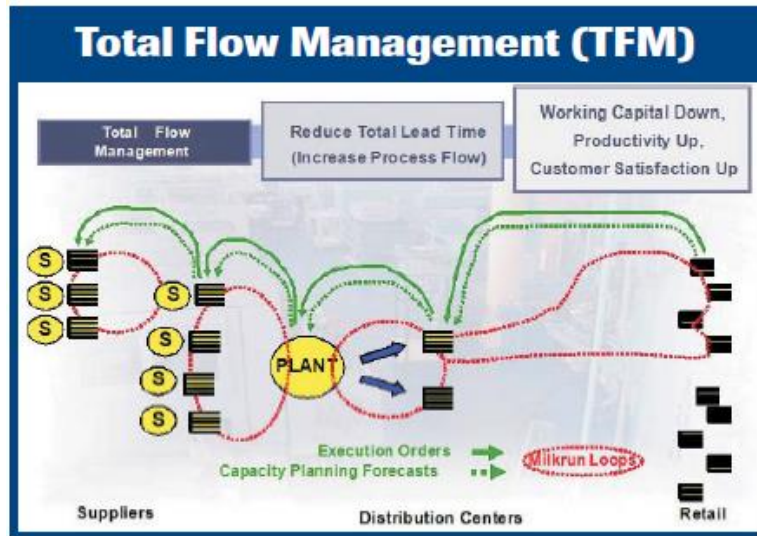 Total Flow Management (TFM)
Total Flow
Management
Reduce Total Lead Time
(Increase Process Flow)
Working Capital Down,
Productivity Up,
Customer Satisfaction Up
S
S
S
S
S
S
S
PLANT
Execution Orders
Capacity Planning Forecasts
Milkrun Loops
Suppliers
Distribution Centers
Retail